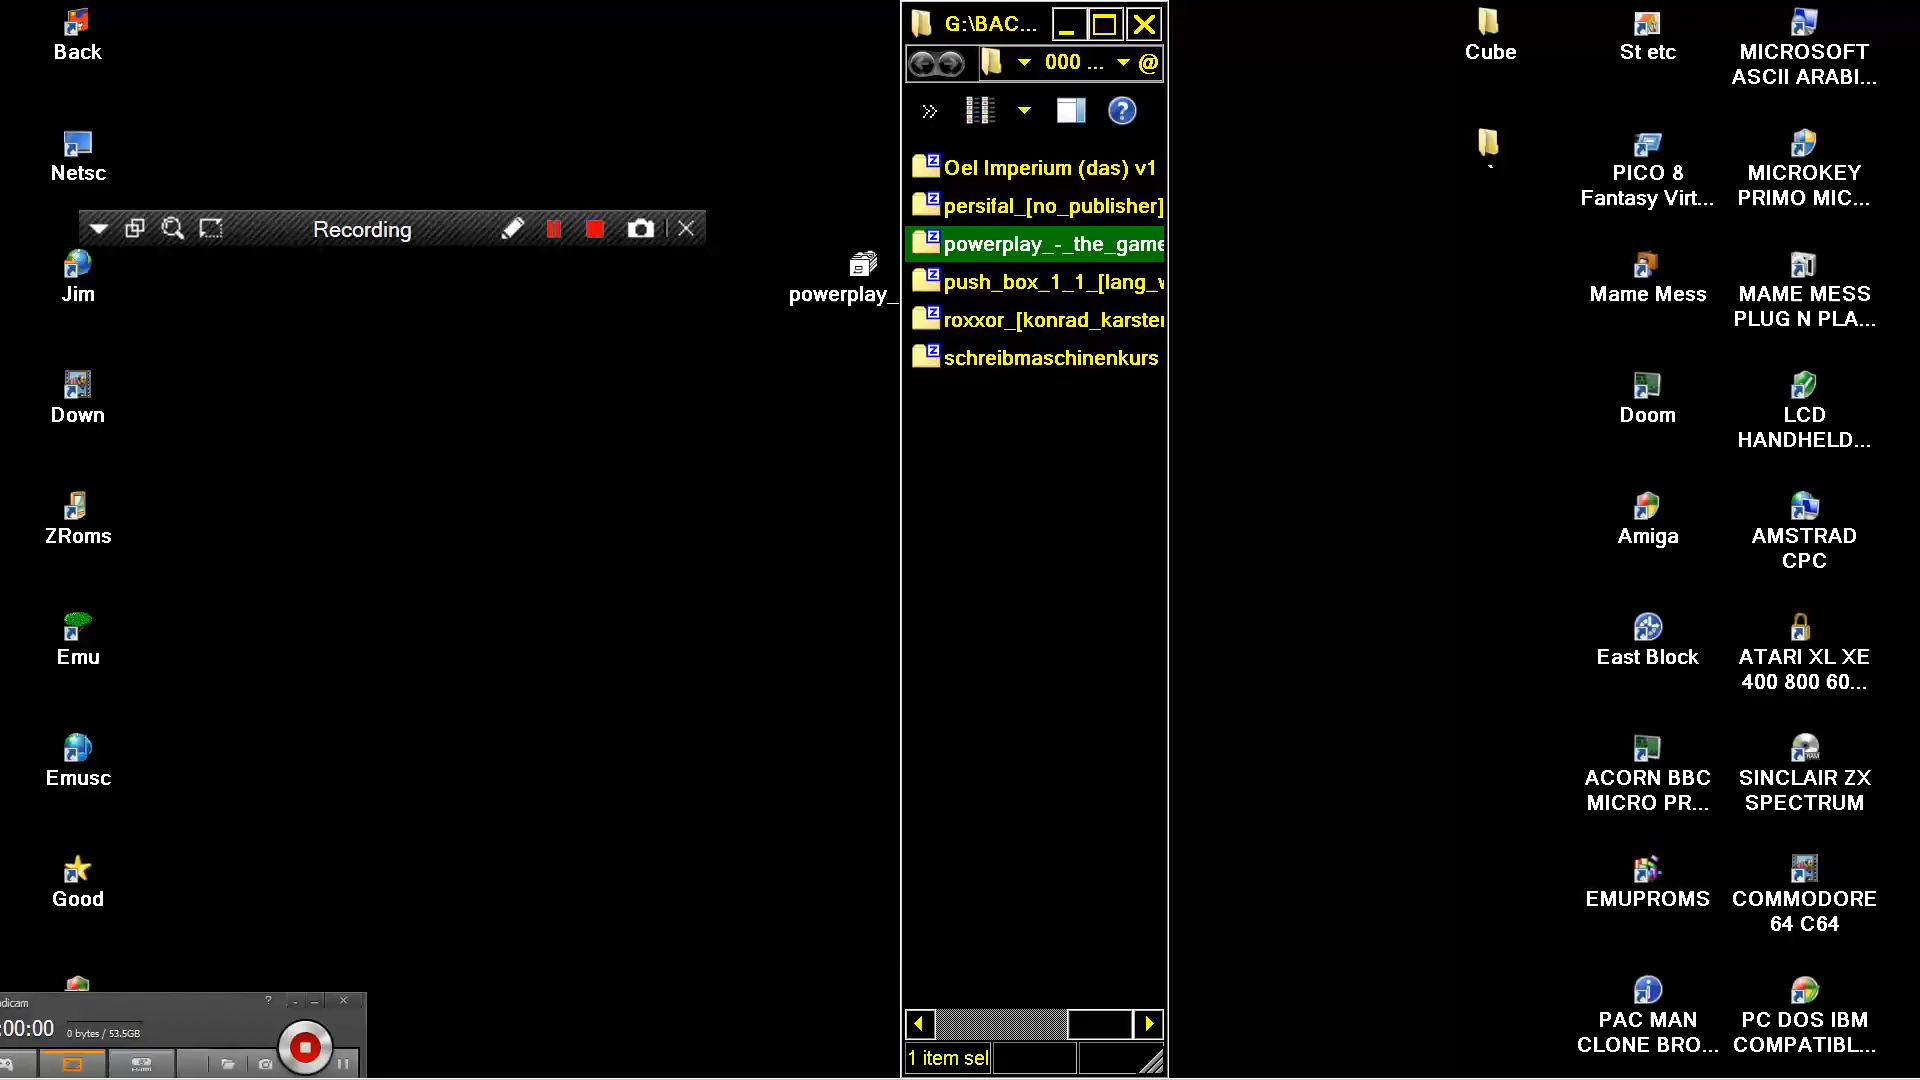 Back
Netsc
Recording
Jim
powerplay_
Down
ZRoms
Emu
Emusc
Good
dicam
:00:00
0 bytes / 53.5GB
G:\BAC...
000 ...
@
»
Oel Imperium (das) v1
persifal_[no_publisher]
powerplay_-_the_game
push_box_1_1_[lang_v
roxxor_[konrad_karster
schreibmaschinenkurs
1 item sel
Cube
`
St etc
PICO 8
Fantasy Virt...
Mame Mess
Doom
Amiga
East Block
ACORN BBC
MICRO PR...
EMUPROMS
PAC MAN
CLONE BRO...
MICROSOFT
ASCII ARABI...
MICROKEY
PRIMO MIC...
MAME MESS
PLUG N PLA...
LCD
HANDHELD...
AMSTRAD
CPC
ATARI XL XE
400 800 60...
SINCLAIR ZX
SPECTRUM
COMMODORE
64 C64
PC DOS IBM
COMPATIBL...